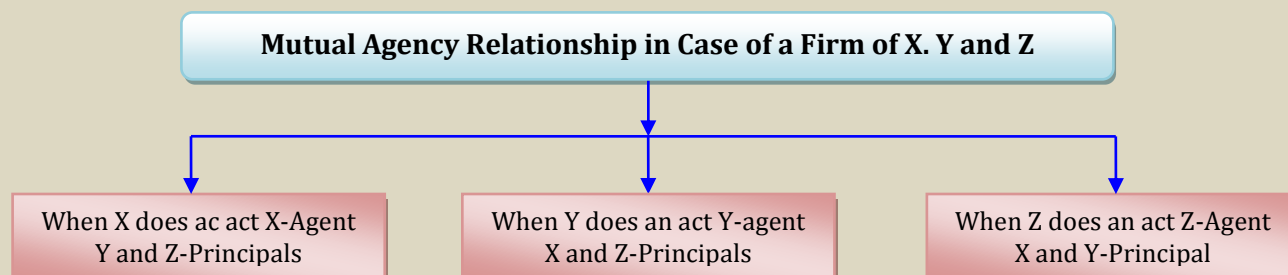 Mutual Agency Relationship in Case of a Firm of X. Y and Z
When X does ac act X-Agent
Y and Z-Principals
When Y does an act Y-agent
X and Z-Principals
When Z does an act Z-Agent
X and Y-Principal